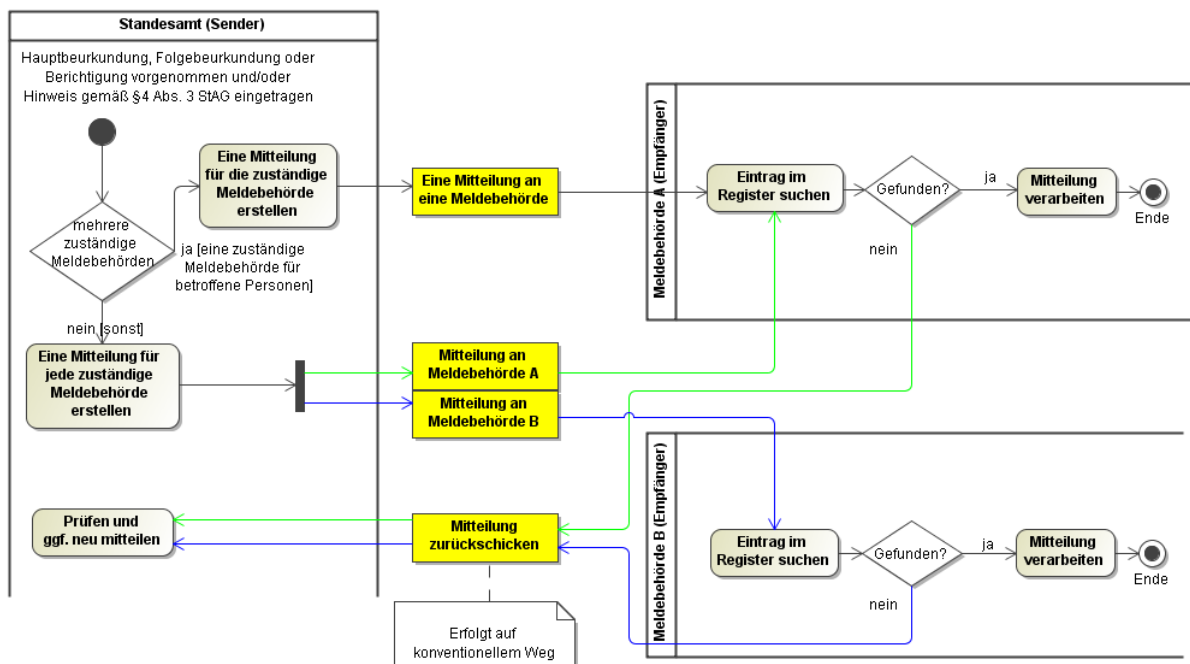 Standesamt (Sender)
Hauptbeurkundung, Folgebeurkundung oder
Berichtigung vorgenommen und/oder
Hinweis gemäß §4 Abs. 3 StAG eingetragen
mehrere
zuständige
Meldebehörden
Eine Mitteilung
für die zuständige
Meldebehörde
erstellen
ja [eine zuständige
Meldebehörde für
betroffene Personen]
nein [sonst]
Eine Mitteilung für
jede zuständige
Meldebehörde
erstellen
Prüfen und
ggf. neu mitteilen
Eine Mitteilung an
eine Meldebehörde
Mitteilung an
Meldebehörde A
Mitteilung an
Meldebehörde B
Mitteilung
zurückschicken
Erfolgt auf
konventionellem Weg
Meldebehörde A (Empfänger)
Eintrag im
Register suchen
Gefunden?
ja
nein
Mitteilung
verarbeiten
Ende
Meldebehörde B (Empfänger)
Eintrag im
Register suchen
Gefunden?
ja
nein
Mitteilung
verarbeiten
Ende